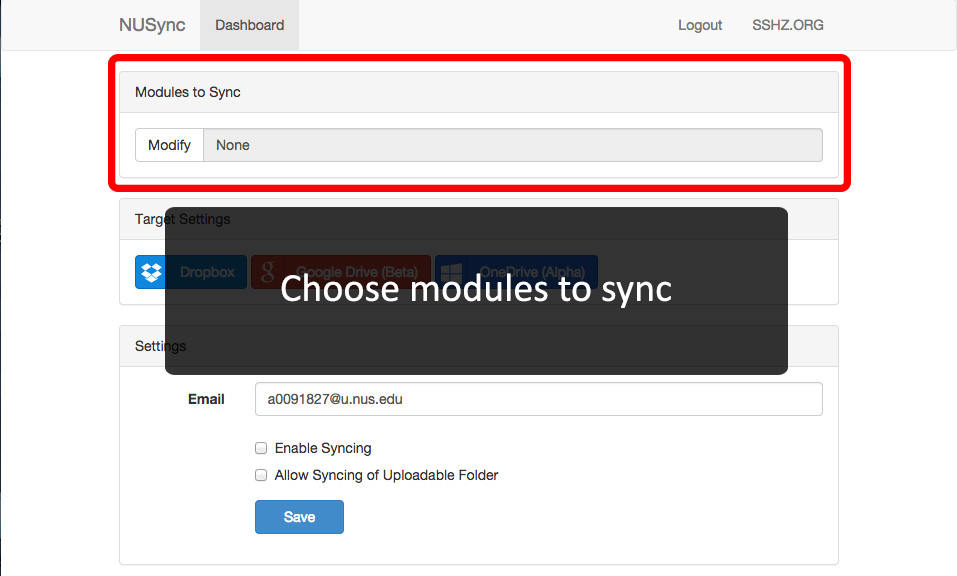 NUSync Dashboard Logout SSHZ.ORG
Modules to Sync
Modify None
Target Settings
Dropbox Google Drive (Beta) OneDrive (Alpha)
Choose modules to sync
Settings
Email a0091827@u.nus.edu
Enable Syncing
Allow Syncing of Uploadable Folder
Save